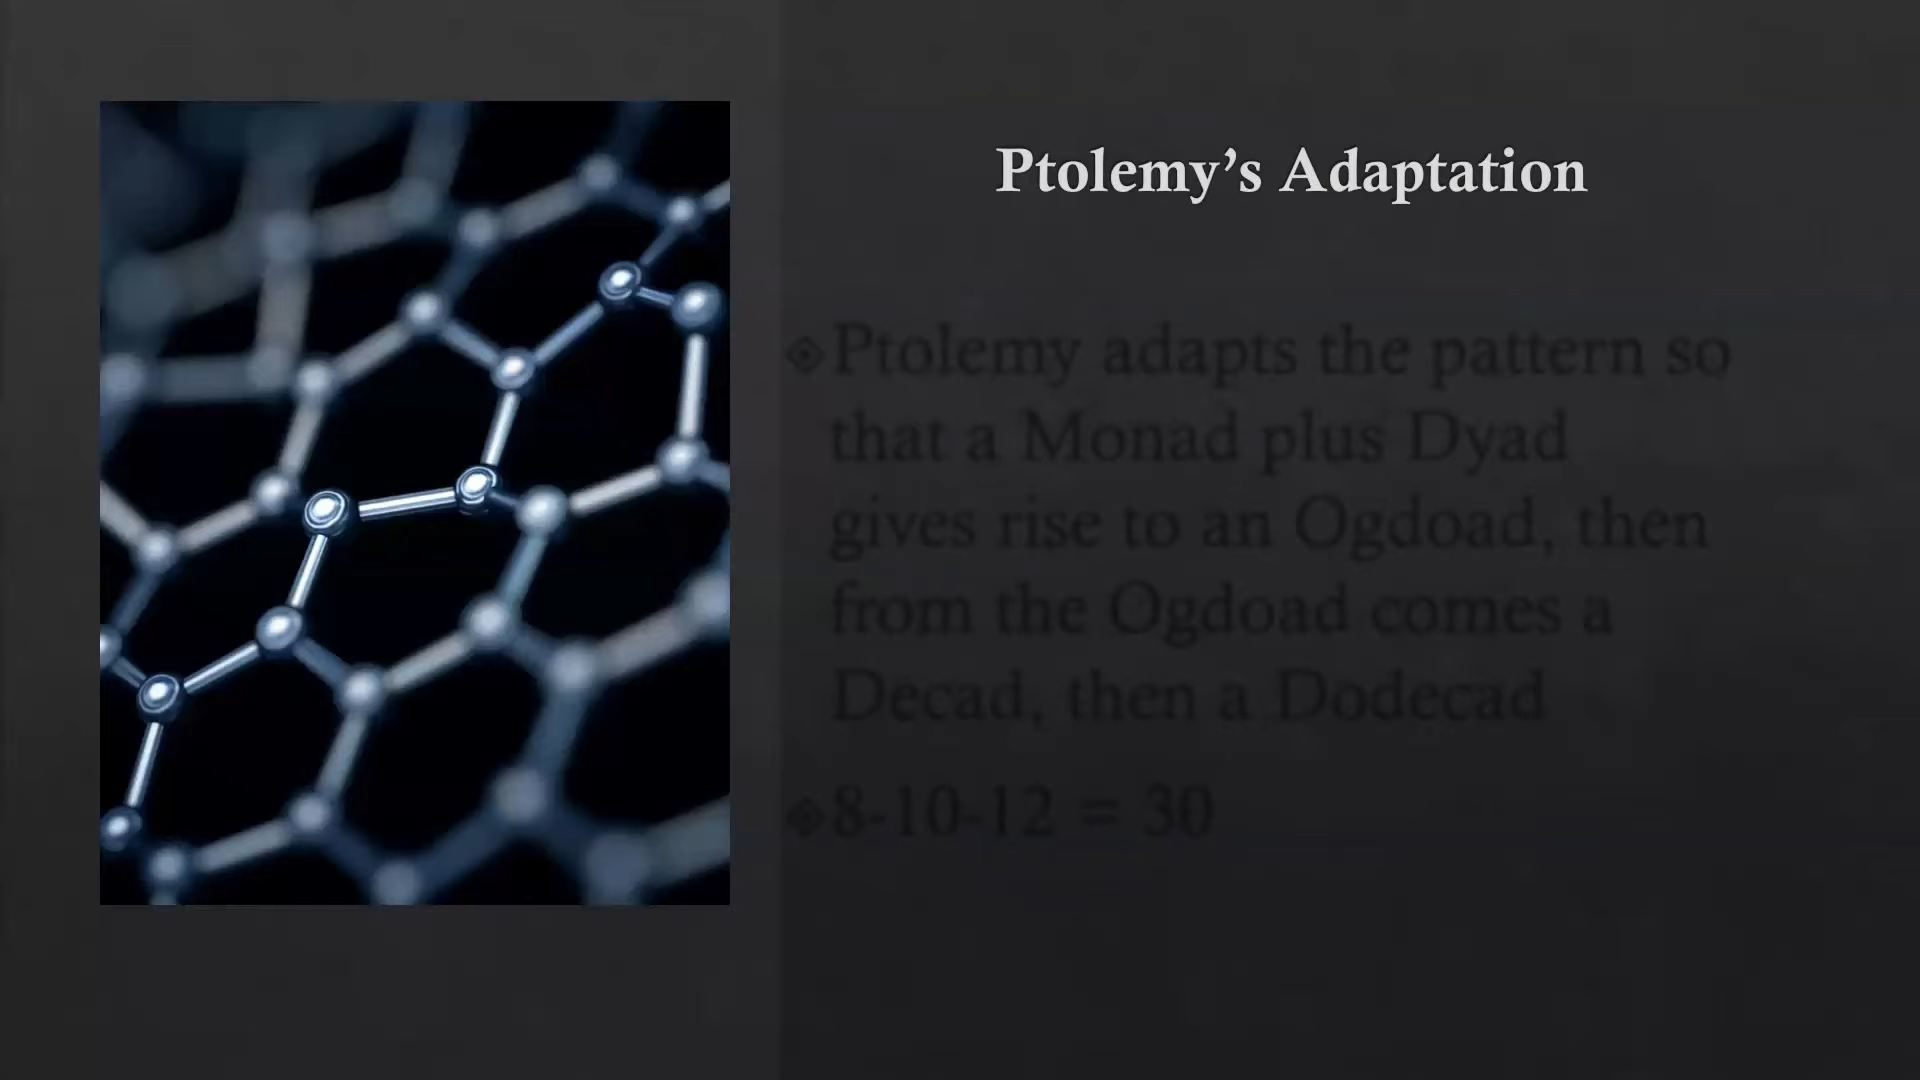 Ptolemy’s Adaptation
Ptolemy adapts the pattern so
that a Monad plus Dyad
gives rise to an Ogdoad, then
from the Ogdoad comes a
Decad, then a Dodecad
8-10-12 = 30